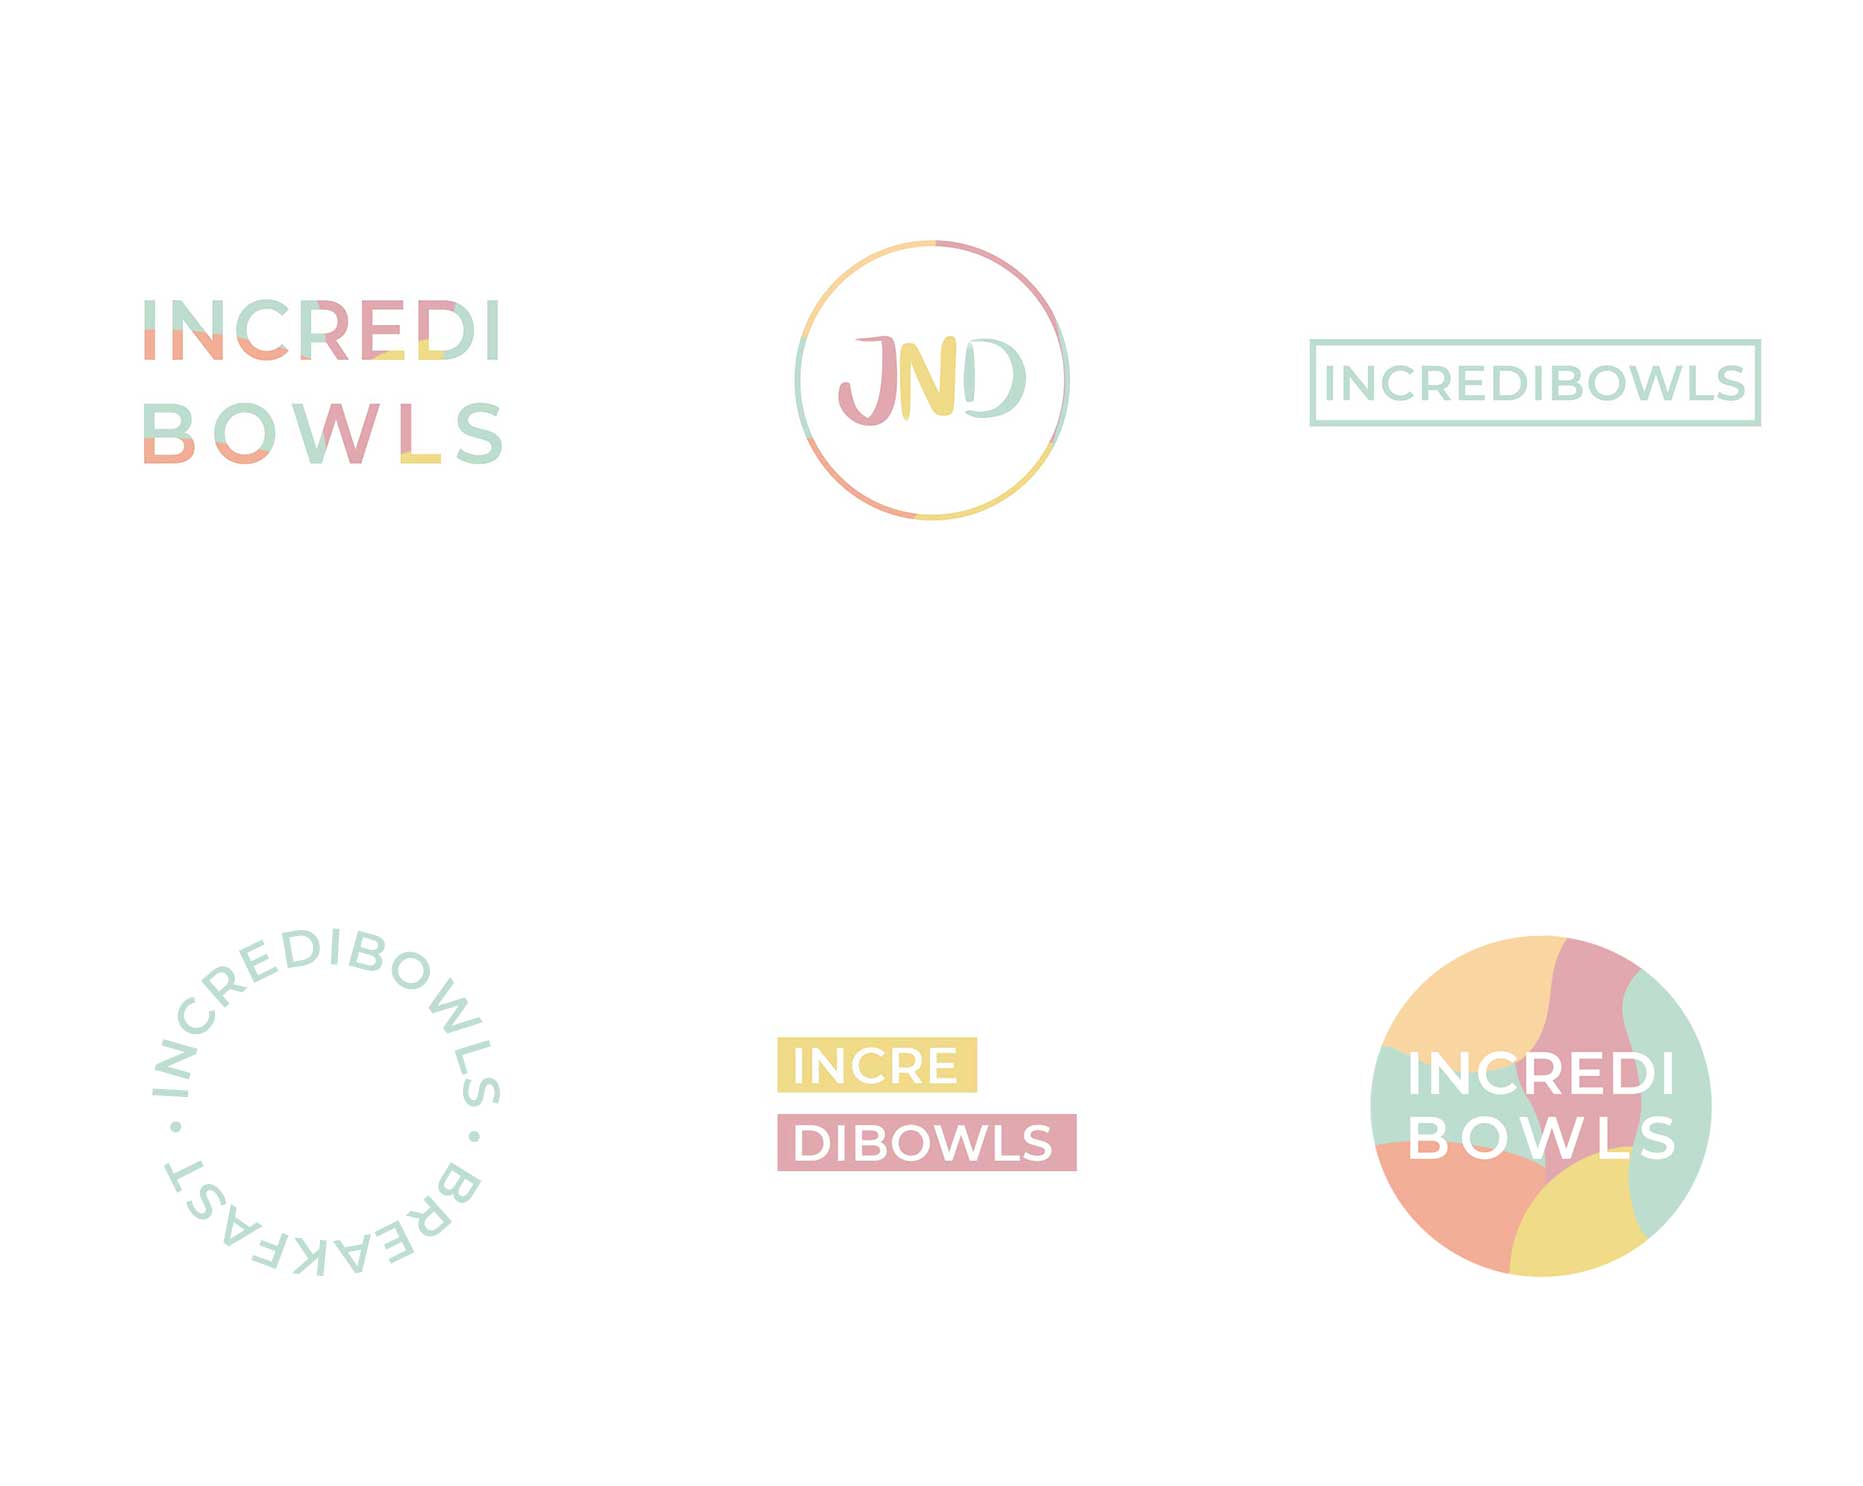 INCREDI
BOWLS
JND
INCREDIBOWLS
INCREDIBOWLS • BREAKFAST •
INCRE
DIBOWLS
INCREDI
BOWLS